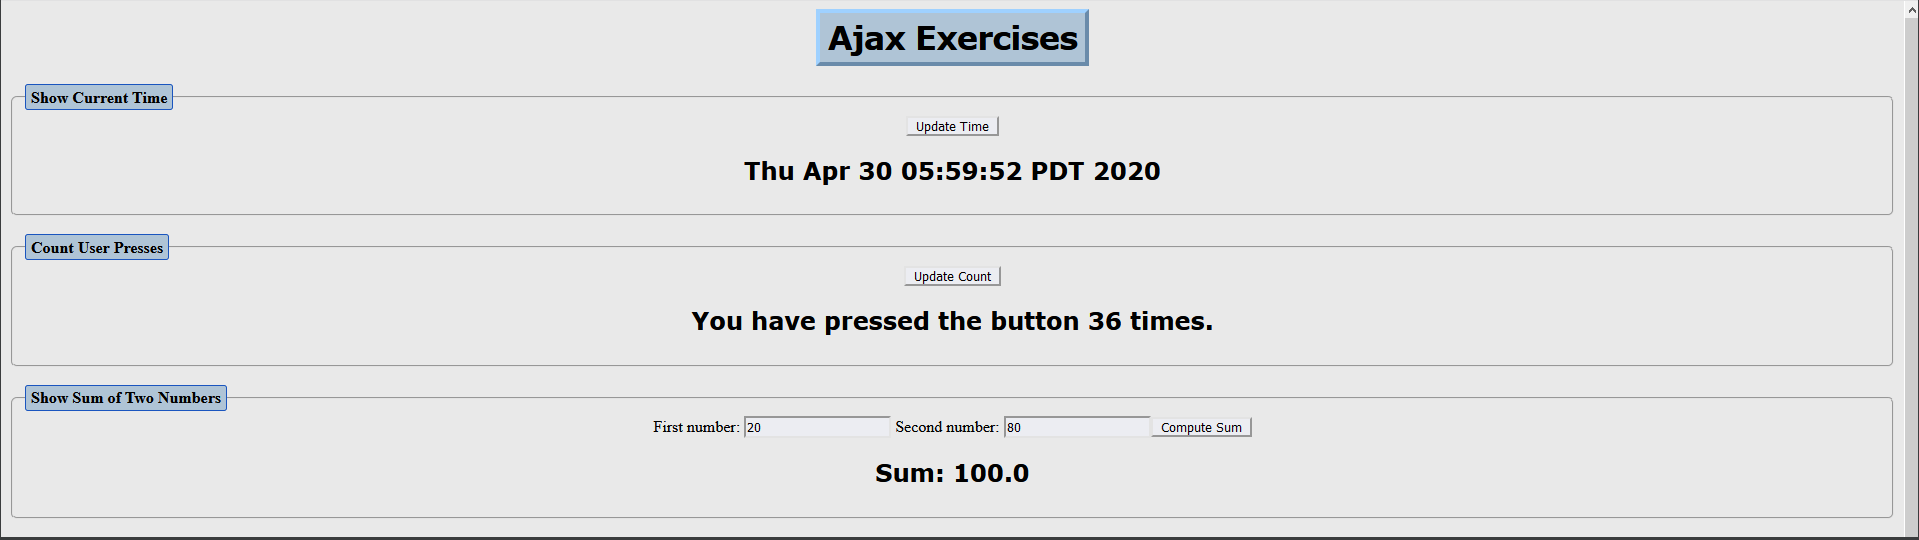 Ajax Exercises
Show Current Time
Update Time
Thu Apr 30 05:59:52 PDT 2020
Count User Presses
Update Count
You have pressed the button 36 times.
Show Sum of Two Numbers
First number: 20 Second number: 80 Compute Sum
Sum: 100.0